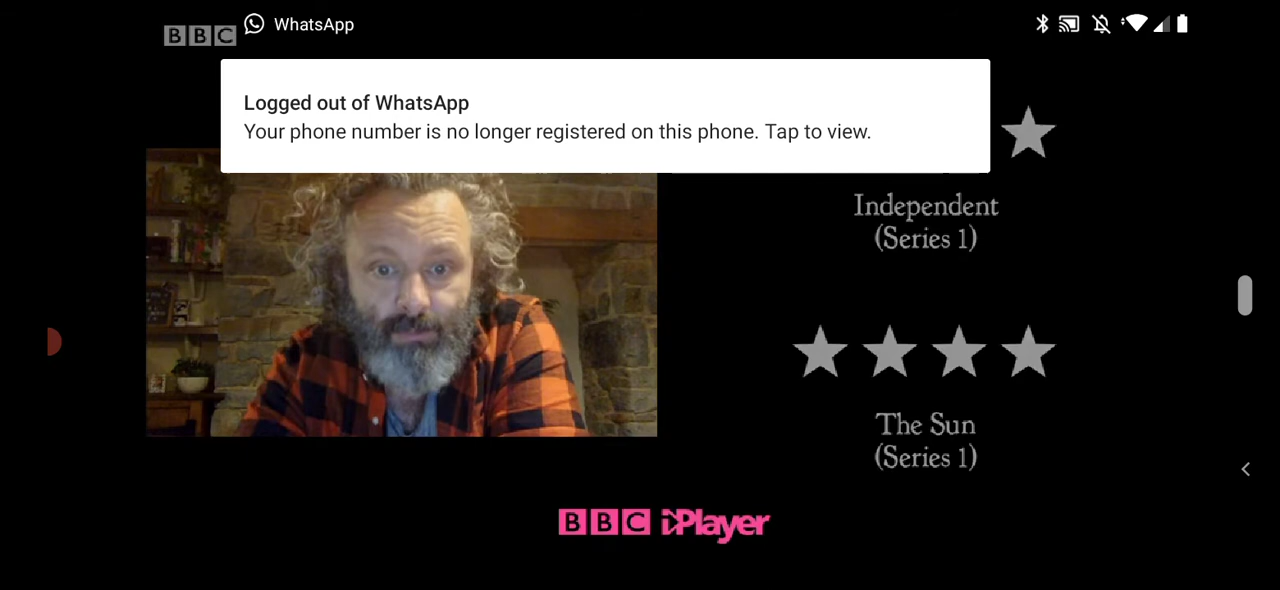 BBC
WhatsApp
Logged out of WhatsApp
Your phone number is no longer registered on this phone. Tap to view.
Independent
(Series 1)
The Sun
(Series 1)
BBC iPlayer